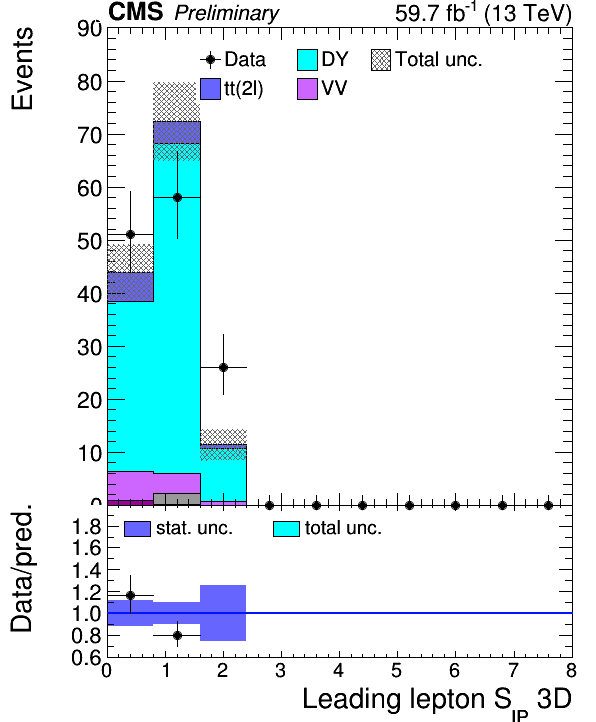 CMS Preliminary 59.7 fb⁻¹ (13 TeV)
Events
90
80
70
60
50
40
30
20
10
0
Data DY Total unc.
tt(2l) VV
Data/pred.
1.8
1.6
1.4
1.2
1.0
0.8
0.6
stat. unc. total unc.
0 1 2 3 4 5 6 7 8
Leading lepton S_IP 3D